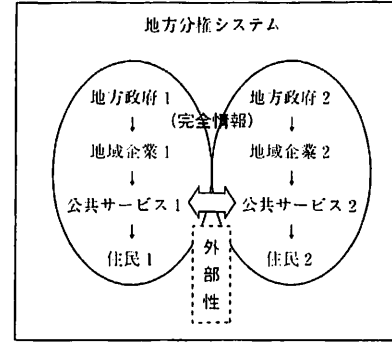 地方分権システム
地方政府 1
↓
地域企業 1
↓
公共サービス 1
↓
住民 1
(完全情報)
地方政府 2
↓
地域企業 2
↓
公共サービス 2
↓
住民 2
外
部
性